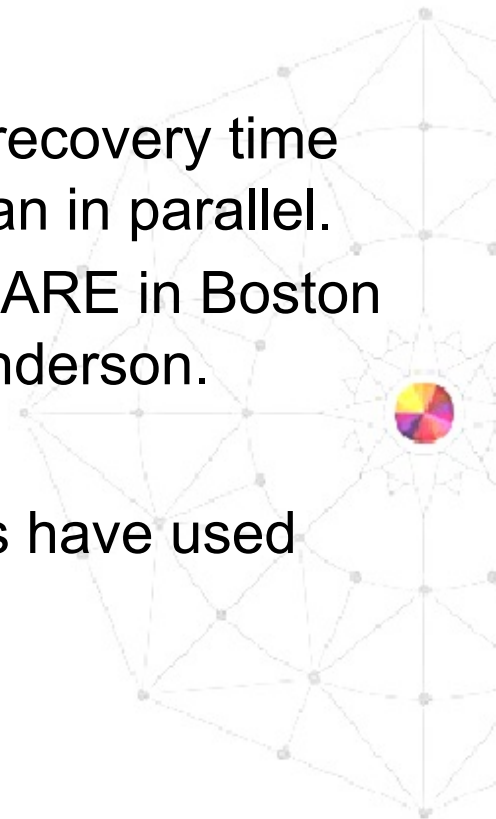 recovery time
an in parallel.
ARE in Boston
nderson.
s have used